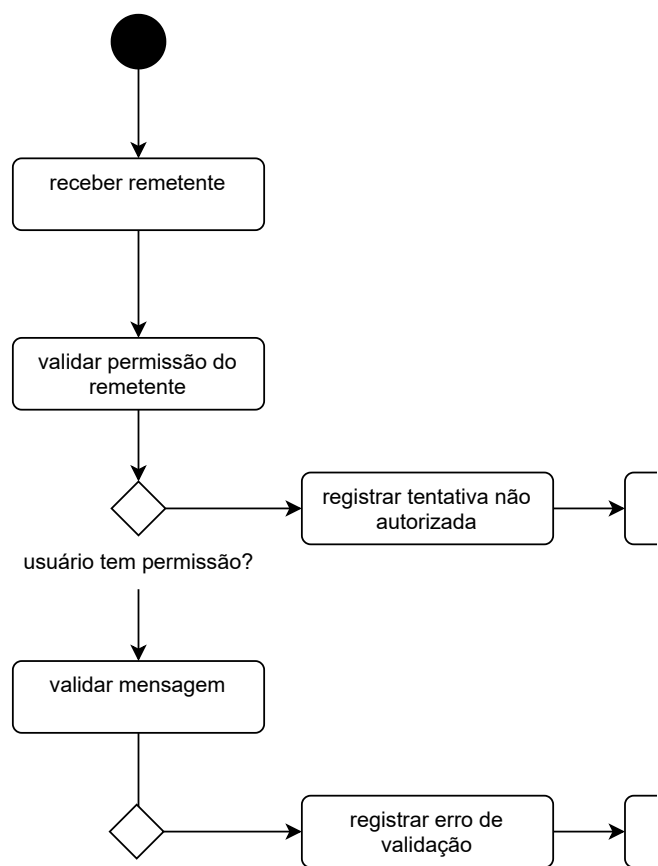 receber remetente
validar permissão do
remetente
registrar tentativa não
autorizada
usuário tem permissão?
validar mensagem
registrar erro de
validação